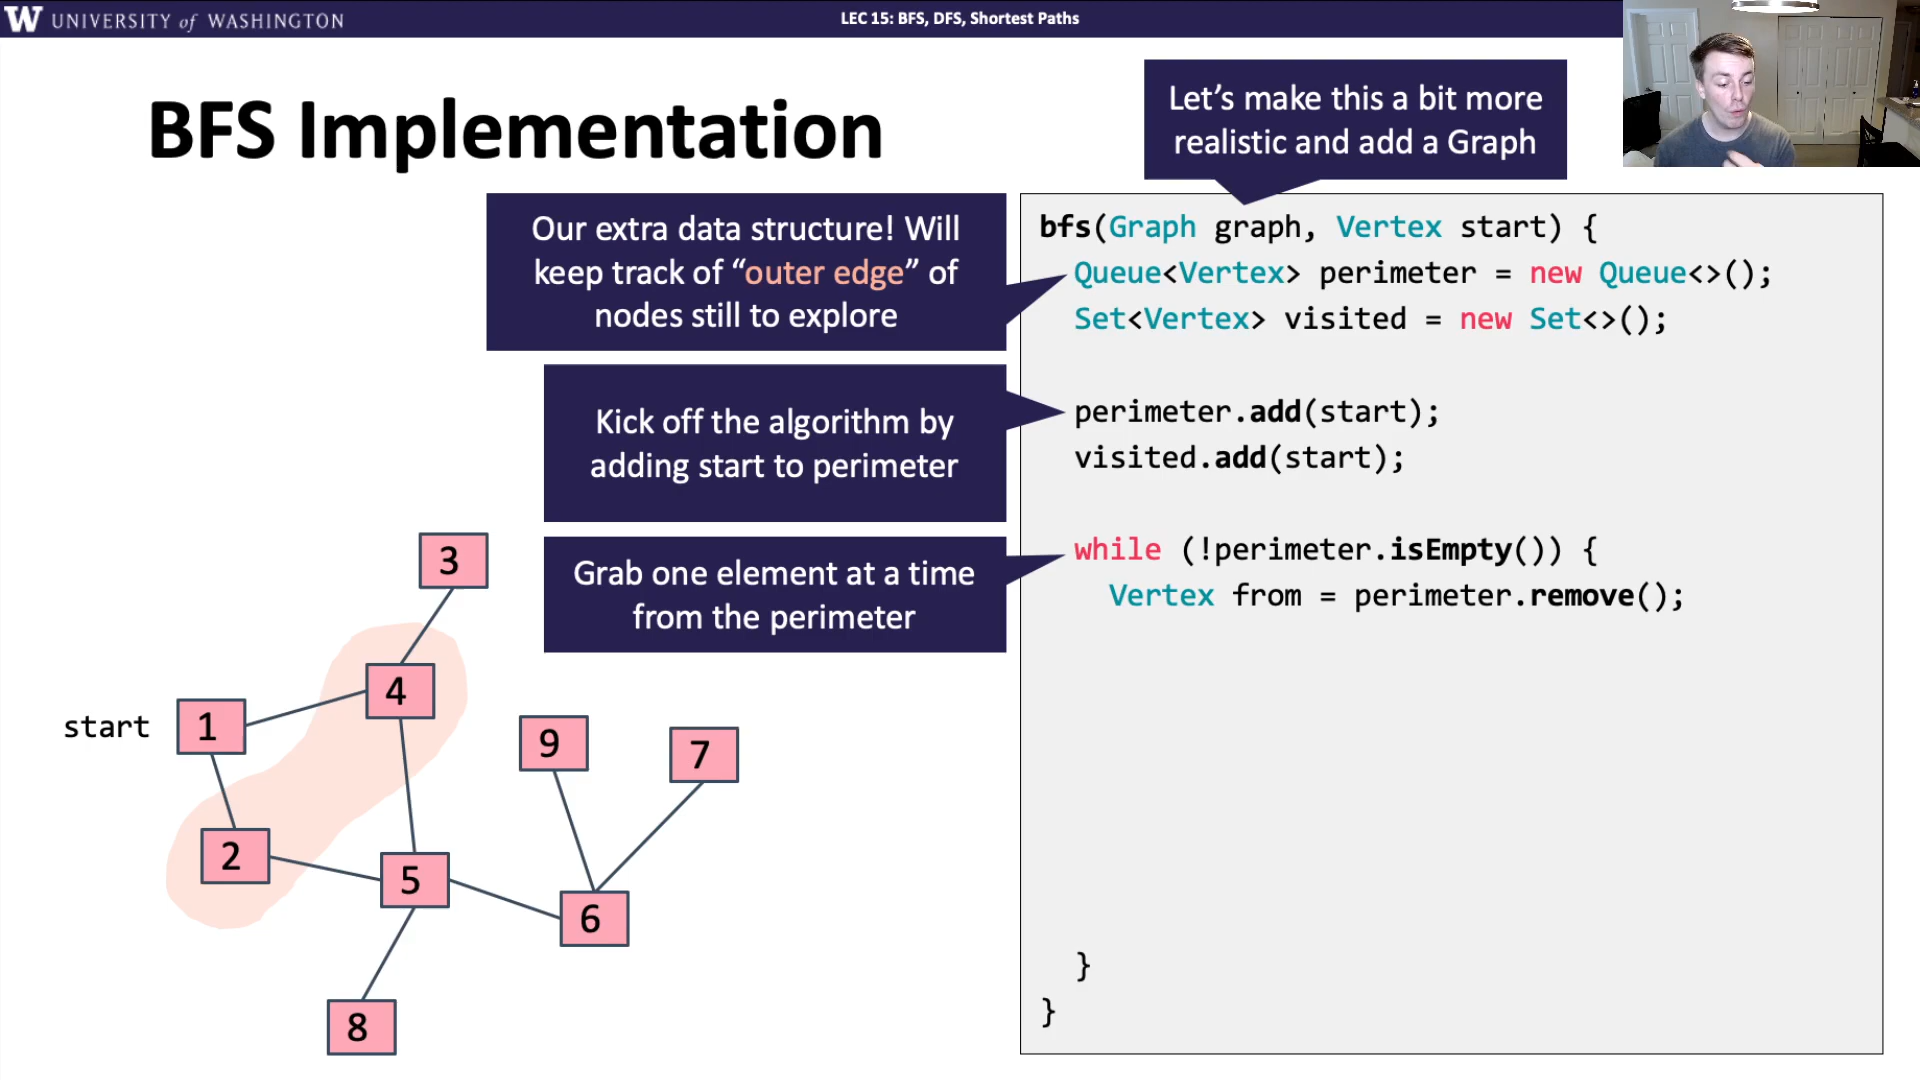 UNIVERSITY of WASHINGTON
LEC 15: BFS, DFS, Shortest Paths
BFS Implementation
Let's make this a bit more
realistic and add a Graph
Our extra data structure! Will
keep track of “outer edge” of
nodes still to explore
Kick off the algorithm by
adding start to perimeter
Grab one element at a time
from the perimeter
bfs(Graph graph, Vertex start) {
Queue<Vertex> perimeter = new Queue<>();
Set<Vertex> visited = new Set<>();
perimeter.add(start);
visited.add(start);
while (!perimeter.isEmpty()) {
Vertex from = perimeter.remove();
}
}
3
4
start
1
9
7
2
5
6
8